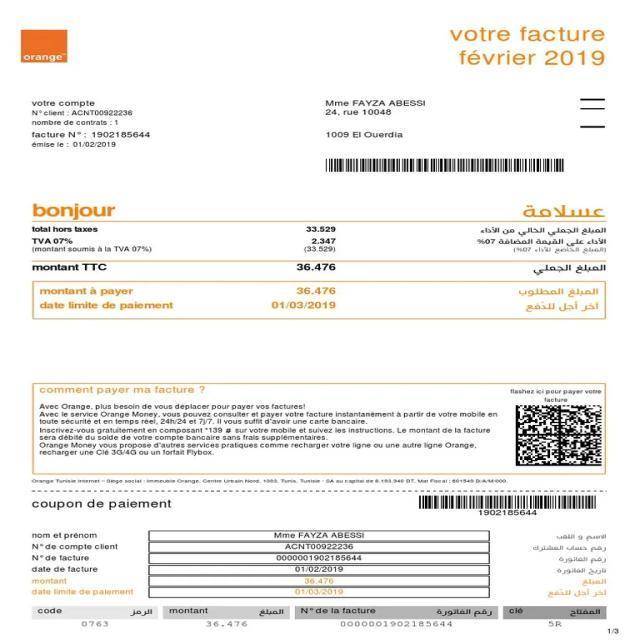 orange™
votre facture
février 2019
votre compte
N° client : ACNT00922236
nombre de contrats : 1
facture N° : 1902185644
émise le : 01/02/2019
Mme FAYZA ABESSI
24, rue 10048
1009 El Ouerdia
bonjour عسلامة
total hors taxes 33.529 المبلغ الجملي الخالي من الأداء
TVA 07% 2.347 الأداء على القيمة المضافة 07%
(montant soumis à la TVA 07%) (33.529) (المبلغ الخاضع للأداء 07%)
montant TTC 36.476 المبلغ الجملي
montant à payer 36.476 المبلغ المطلوب
date limite de paiement 01/03/2019 آخر أجل للدفع
comment payer ma facture ?
Avec Orange, plus besoin de vous déplacer pour payer vos factures!
Avec le service Orange Money, vous pouvez consulter et payer votre facture instantanément à partir de votre mobile en
toute sécurité et en temps réel, 24h/24 et 7j/7. Il vous suffit d'avoir une carte bancaire.
Inscrivez-vous gratuitement en composant *139 # sur votre mobile et suivez les instructions. Le montant de la facture
sera débité du solde de votre compte bancaire sans frais supplémentaires.
Orange Money vous propose d'autres services pratiques comme recharger votre ligne ou une autre ligne Orange,
recharger une Clé 3G/4G ou un forfait Flybox.
flashez ici pour payer votre
facture
Orange Tunisie Internet – Siège social : Immeuble Orange, Centre Urbain Nord, 1003, Tunis, Tunisie - SA au capital de
coupon de paiement
1902185644
nom et prénom Mme FAYZA ABESSI الاسم و اللقب
N° de compte client ACNT00922236 رقم حساب المشترك
N° de facture 0000001902185644 رقم الفاتورة
date de facture 01/02/2019 تاريخ الفاتورة
montant 36.476 المبلغ
date limite de paiement 01/03/2019 آخر أجل للدفع
code الرمز montant المبلغ N° de la facture رقم الفاتورة clé المفتاح
0763 36.476 0000001902185644 5R
1/3